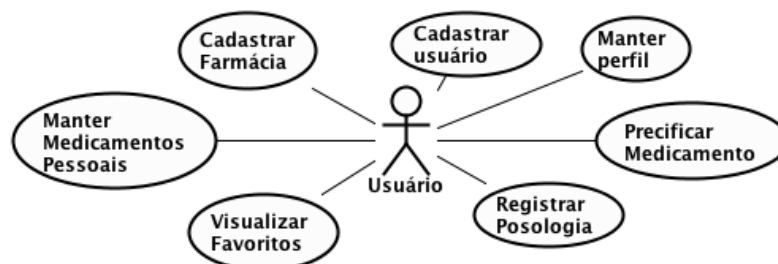 Cadastrar
Farmácia
Cadastrar
usuário
Manter
perfil
Manter
Medicamentos
Pessoais
Precificar
Medicamento
Usuário
Visualizar
Favoritos
Registrar
Posologia